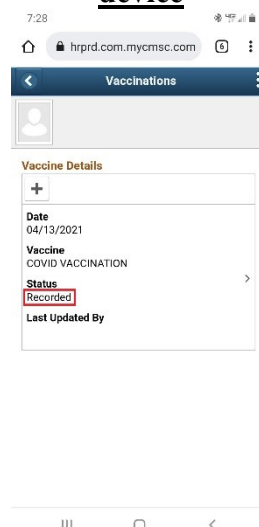 device
7:28
hrprd.com.mycmsc.com
6
Vaccinations
Vaccine Details
+
Date
04/13/2021
Vaccine
COVID VACCINATION
Status
Recorded
Last Updated By